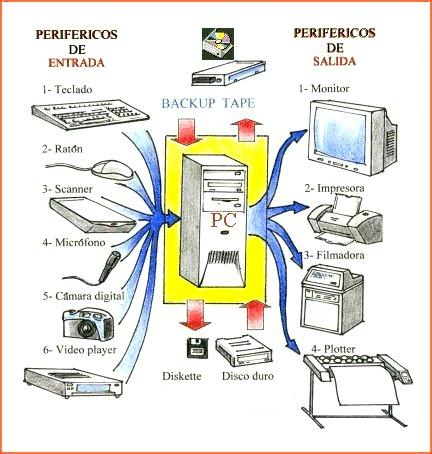 PERIFERICOS
DE
ENTRADA
1- Teclado
2- Ratón
3- Scanner
4- Micrófono
5- Cámara digital
6- Video player
BACKUP TAPE
PC
Diskette
Disco duro
PERIFERICOS
DE
SALIDA
1- Monitor
2- Impresora
3- Filmadora
4- Plotter